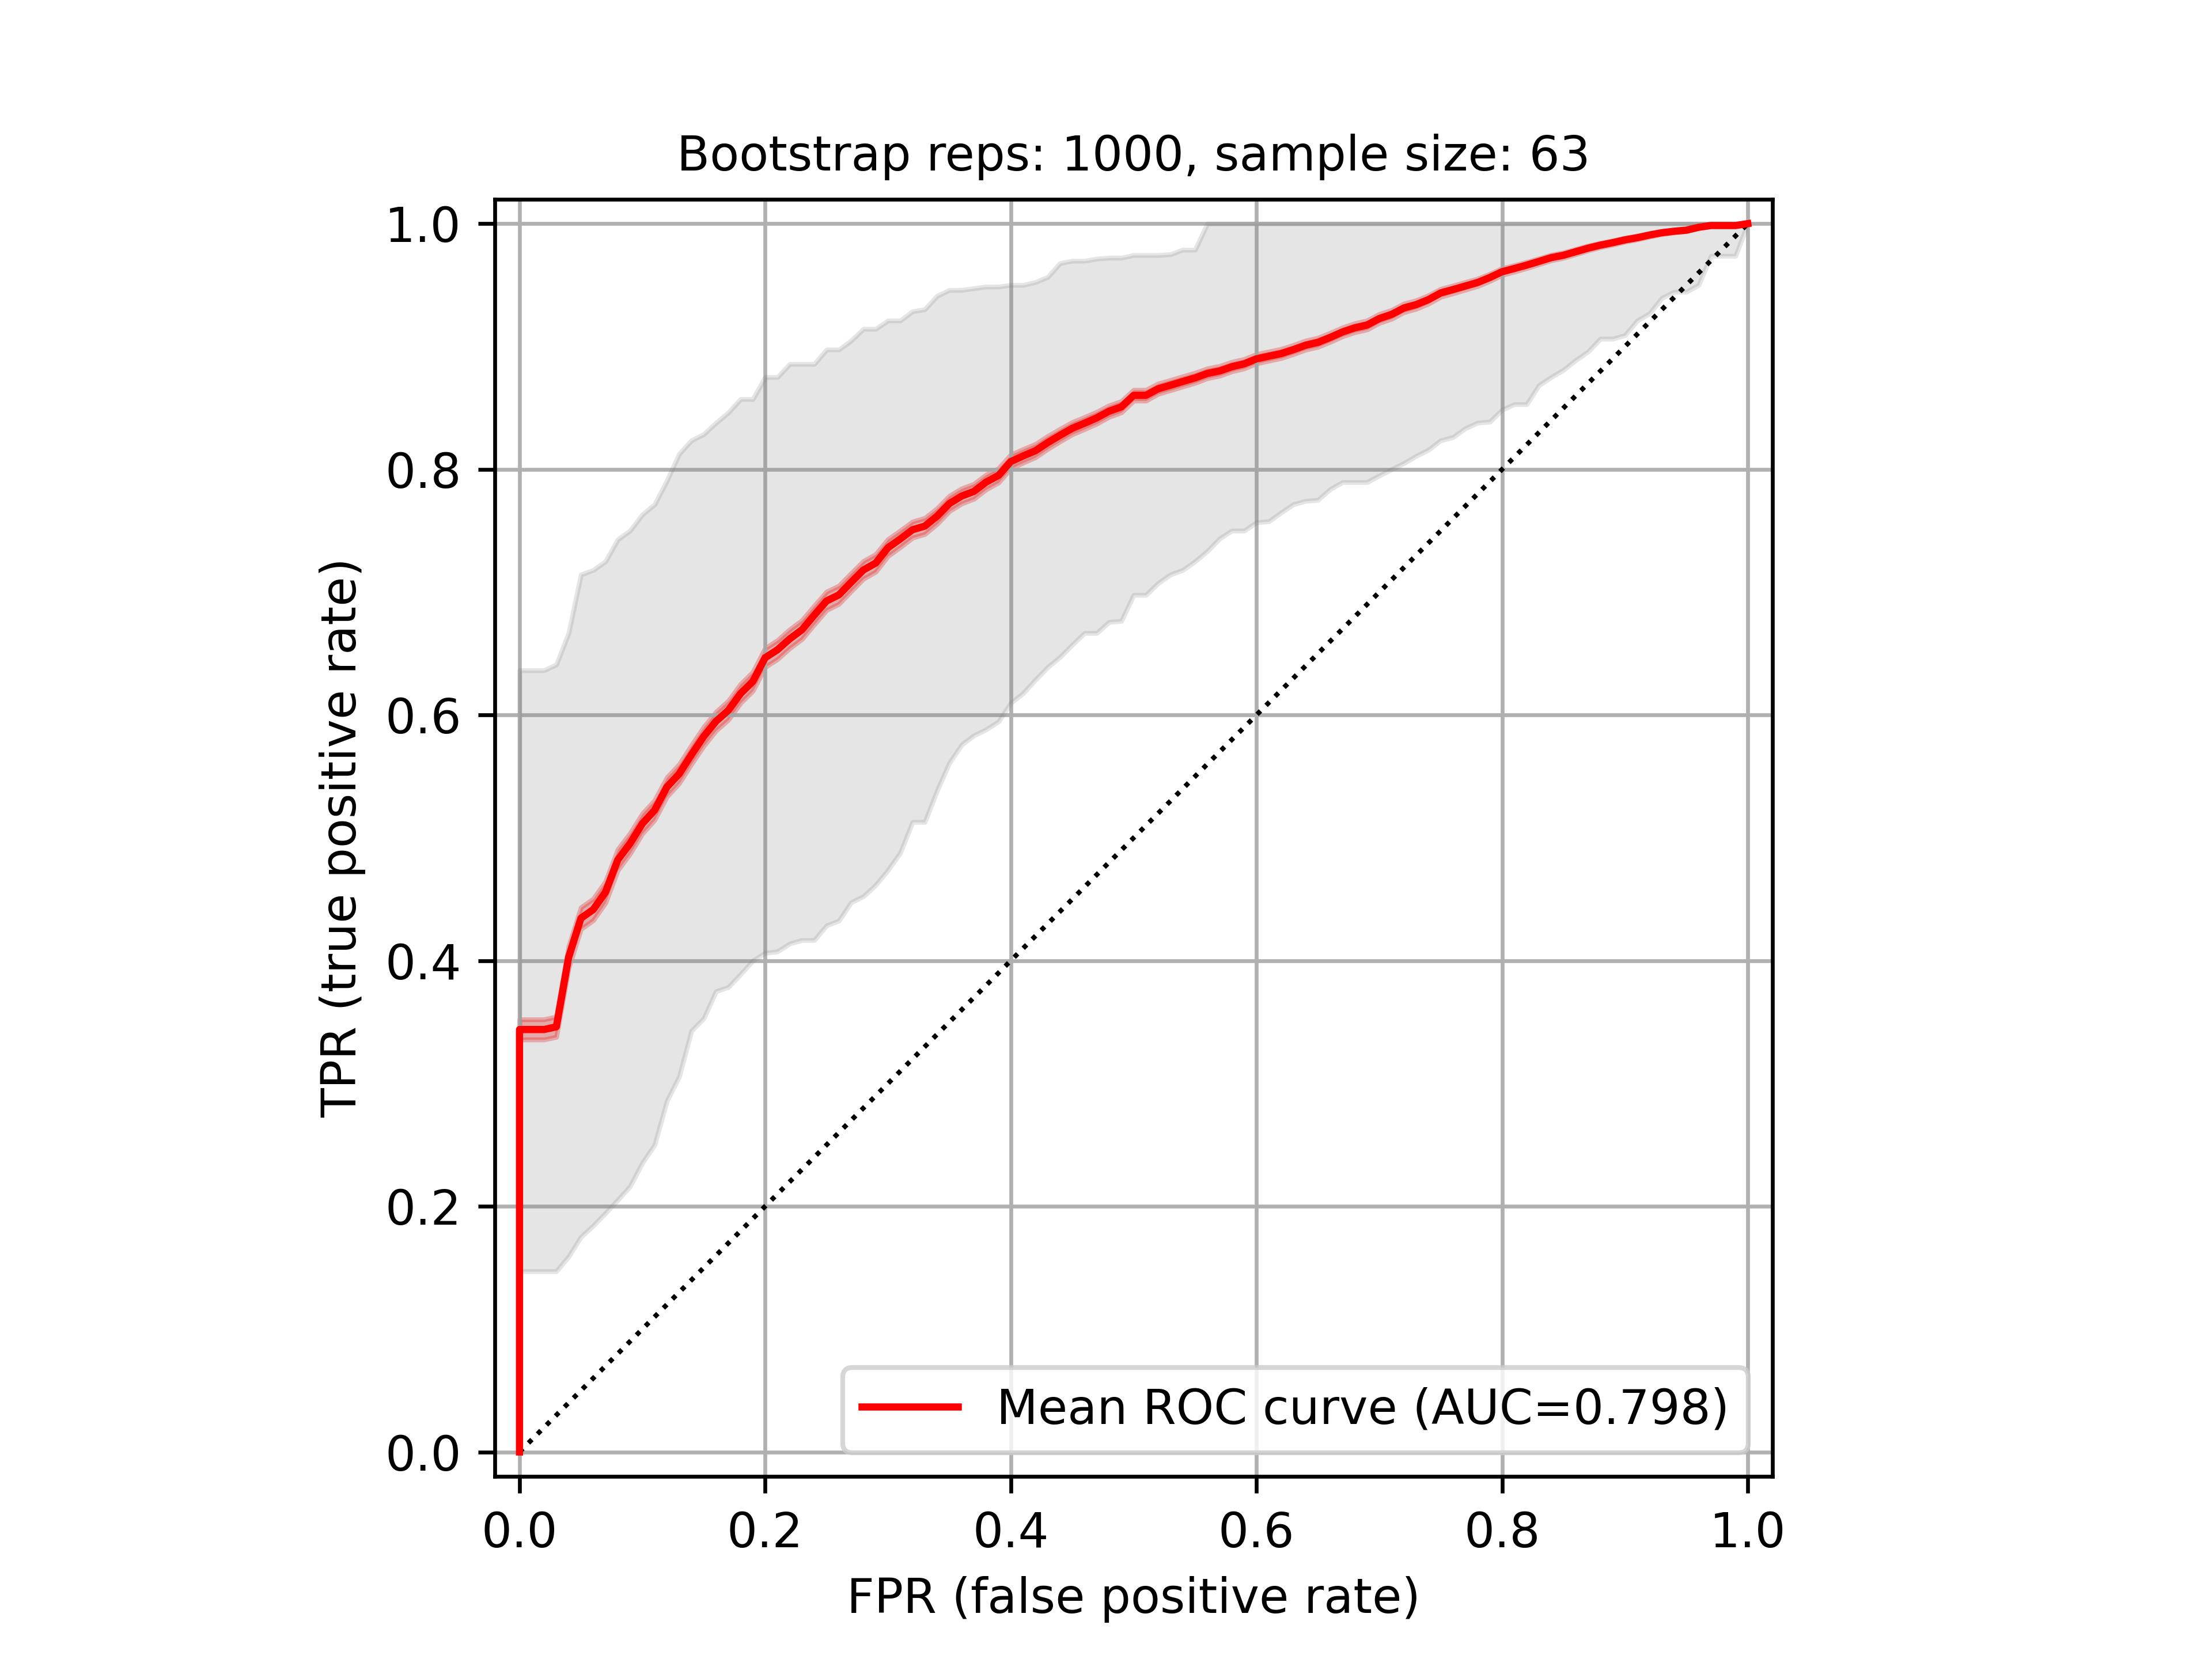 Bootstrap reps: 1000, sample size: 63
1.0
0.8
0.6
0.4
0.2
0.0
TPR (true positive rate)
Mean ROC curve (AUC=0.798)
0.0 0.2 0.4 0.6 0.8 1.0
FPR (false positive rate)